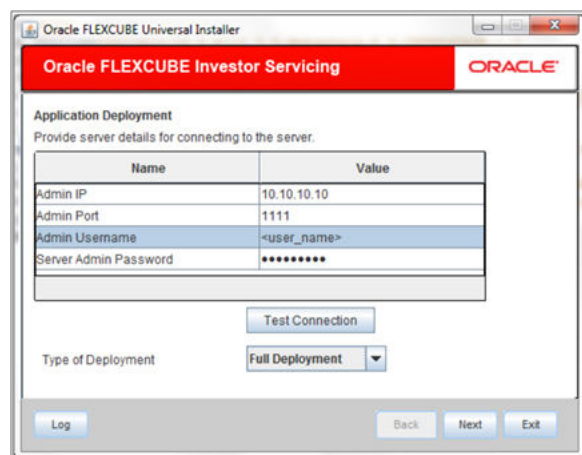 Oracle FLEXCUBE Universal Installer
Oracle FLEXCUBE Investor Servicing
ORACLE
Application Deployment
Provide server details for connecting to the server.
Name Value
Admin IP 10.10.10.10
Admin Port 1111
Admin Username <user_name>
Server Admin Password •••••••••
Test Connection
Type of Deployment Full Deployment
Log Back Next Exit